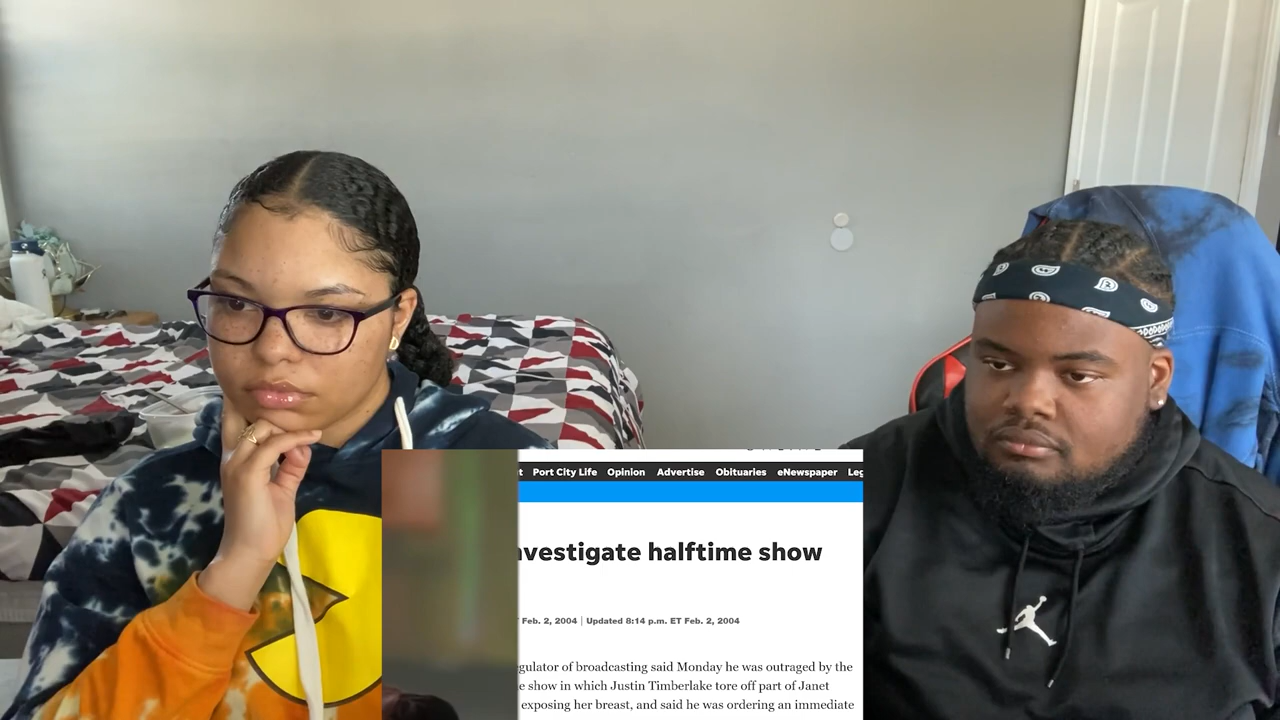 t Port City Life Opinion Advertise Obituaries eNewspaper Leg
nvestigate halftime show
Feb. 2, 2004 | Updated 8:14 p.m. ET Feb. 2, 2004
gulator of broadcasting said Monday he was outraged by the
e show in which Justin Timberlake tore off part of Janet
exposing her breast, and said he was ordering an immediate